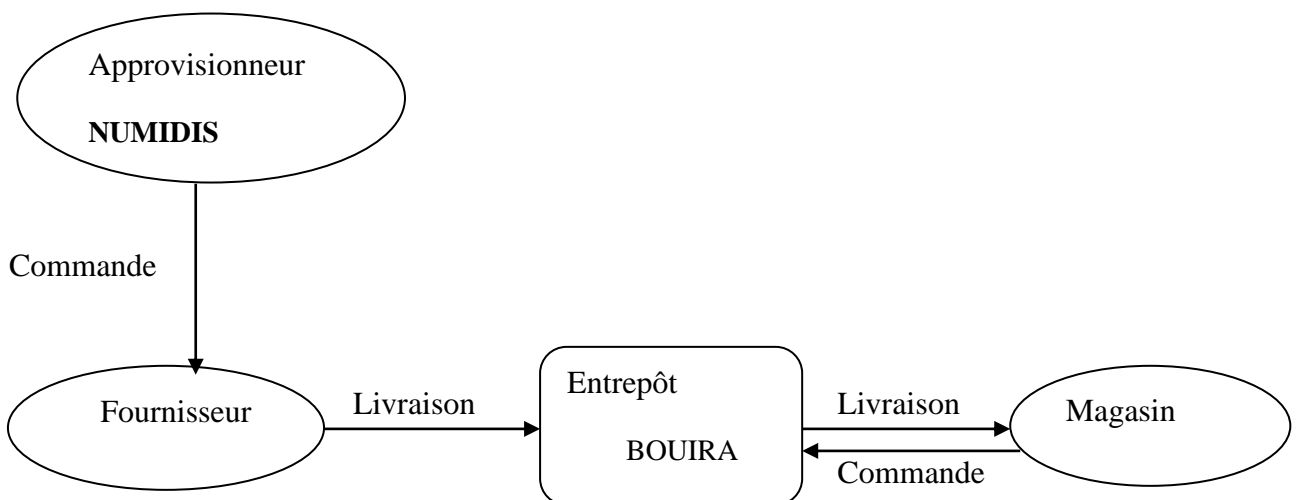 Approvisionneur
NUMIDIS
Commande
Fournisseur
Livraison
Entrepôt
BOUIRA
Livraison
Commande
Magasin